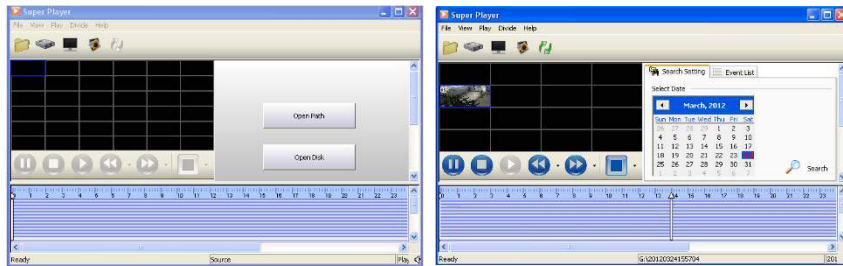 Super Player
File View Play Divide Help
Open Path
Open Disk
0 1 2 3 4 5 6 7 8 9 10 11 12 13 14 15 16 17 18 19 20 21 22 23
Ready Source Play
Super Player
File View Play Divide Help
Search Setting Event List
Select Date
March, 2012
Sun Mon Tue Wed Thu Fri Sat
26 27 28 29 1 2 3
4 5 6 7 8 9 10
11 12 13 14 15 16 17
18 19 20 21 22 23
25 26 27 28 29 30 31
1 2 3 4 5 6 7
Search
0 1 2 3 4 5 6 7 8 9 10 11 12 13 14 15 16 17 18 19 20 21 22 23
Ready G:\20120324155704 201